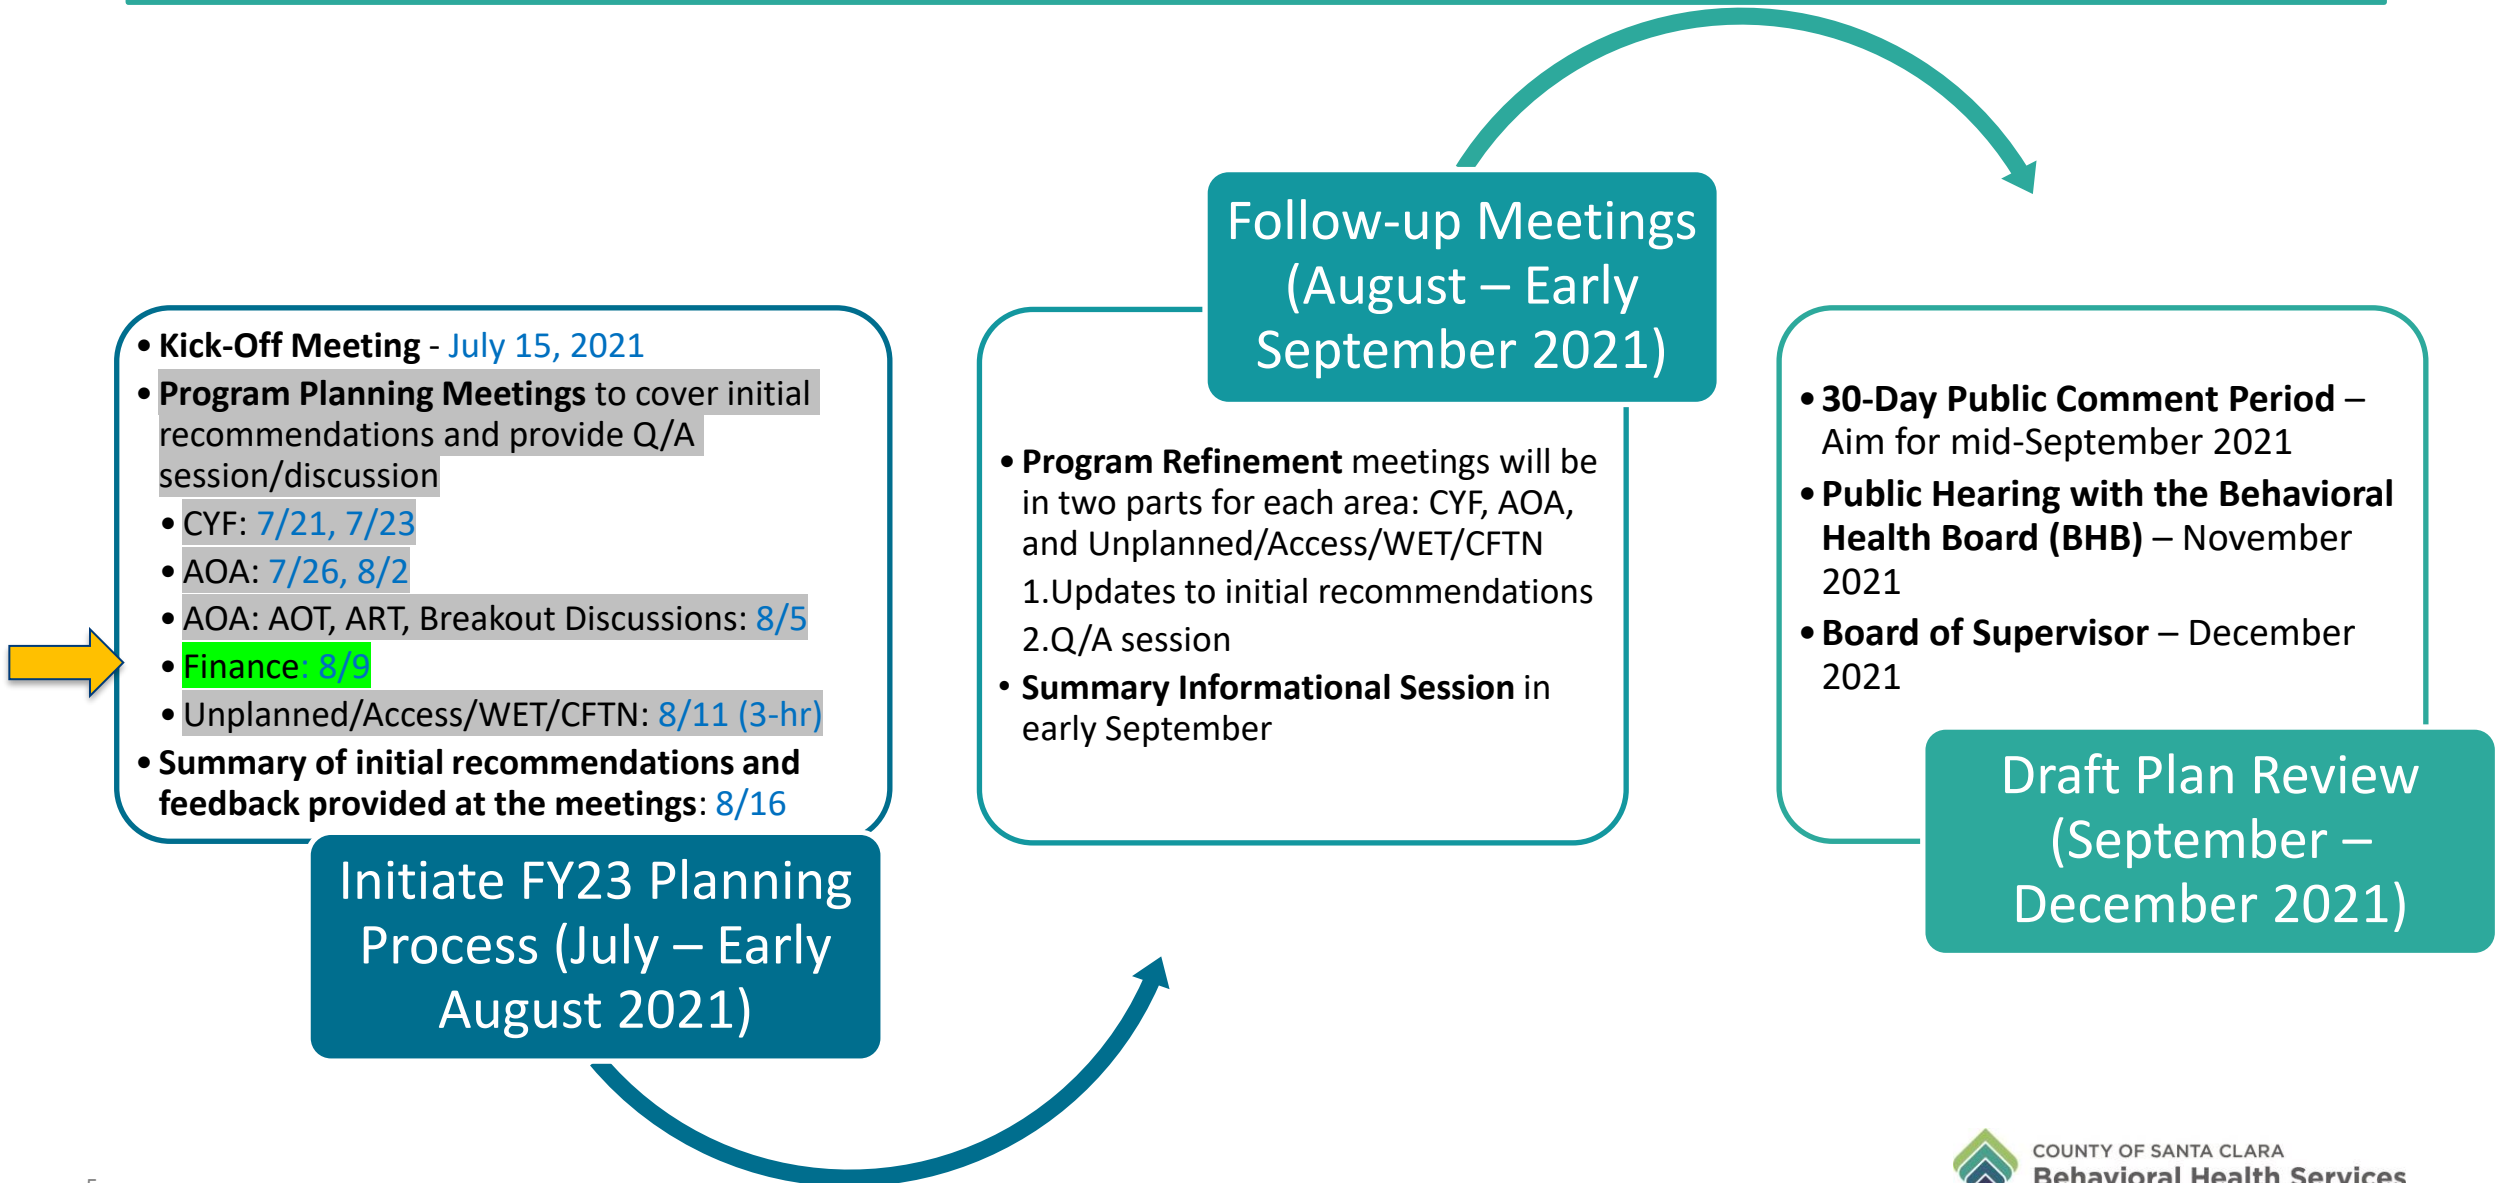 • Kick-Off Meeting - July 15, 2021
• Program Planning Meetings to cover initial
recommendations and provide Q/A
session/discussion
• CYF: 7/21, 7/23
• AOA: 7/26, 8/2
• AOA: AOT, ART, Breakout Discussions: 8/5
• Finance: 8/9
• Unplanned/Access/WET/CFTN: 8/11 (3-hr)
• Summary of initial recommendations and
feedback provided at the meetings: 8/16
Initiate FY23 Planning
Process (July – Early
August 2021)
Follow-up Meetings
(August – Early
September 2021)
• Program Refinement meetings will be
in two parts for each area: CYF, AOA,
and Unplanned/Access/WET/CFTN
1.Updates to initial recommendations
2.Q/A session
• Summary Informational Session in
early September
• 30-Day Public Comment Period –
Aim for mid-September 2021
• Public Hearing with the Behavioral
Health Board (BHB) – November
2021
• Board of Supervisor – December
2021
Draft Plan Review
(September –
December 2021)
COUNTY OF SANTA CLARA
Behavioral Health Services